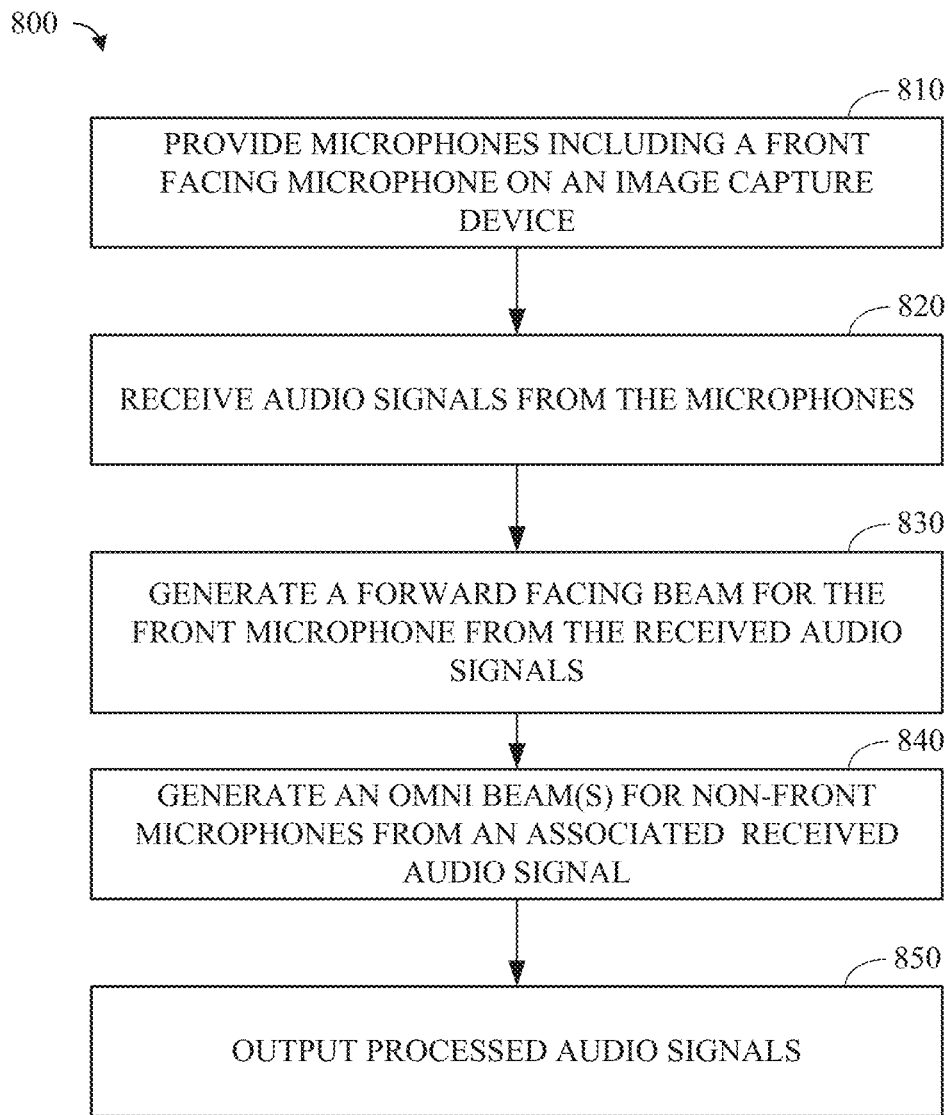 800
810
PROVIDE MICROPHONES INCLUDING A FRONT
FACING MICROPHONE ON AN IMAGE CAPTURE
DEVICE
820
RECEIVE AUDIO SIGNALS FROM THE MICROPHONES
830
GENERATE A FORWARD FACING BEAM FOR THE
FRONT MICROPHONE FROM THE RECEIVED AUDIO
SIGNALS
840
GENERATE AN OMNI BEAM(S) FOR NON-FRONT
MICROPHONES FROM AN ASSOCIATED RECEIVED
AUDIO SIGNAL
850
OUTPUT PROCESSED AUDIO SIGNALS